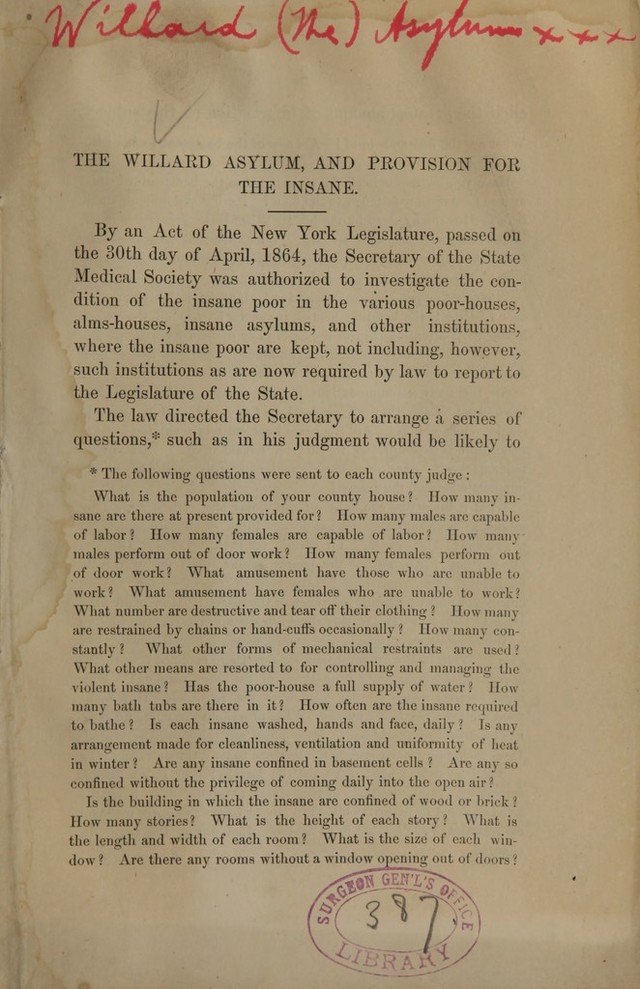 Willard (The) Asylum x x x
THE WILLARD ASYLUM, AND PROVISION FOR
THE INSANE.
By an Act of the New York Legislature, passed on
the 30th day of April, 1864, the Secretary of the State
Medical Society was authorized to investigate the con-
dition of the insane poor in the various poor-houses,
alms-houses, insane asylums, and other institutions,
where the insane poor are kept, not including, however,
such institutions as are now required by law to report to
the Legislature of the State.
The law directed the Secretary to arrange a series of
questions,* such as in his judgment would be likely to
* The following questions were sent to each county judge :
What is the population of your county house? How many in-
sane are there at present provided for? How many males are capable
of labor? How many females are capable of labor? How many
males perform out of door work? How many females perform out
of door work? What amusement have those who are unable to
work? What amusement have females who are unable to work?
What number are destructive and tear off their clothing? How many
are restrained by chains or hand-cuffs occasionally? How many con-
stantly? What other forms of mechanical restraints are used?
What other means are resorted to for controlling and managing the
violent insane? Has the poor-house a full supply of water? How
many bath tubs are there in it? How often are the insane required
to bathe? Is each insane washed, hands and face, daily? Is any
arrangement made for cleanliness, ventilation and uniformity of heat
in winter? Are any insane confined in basement cells? Are any so
confined without the privilege of coming daily into the open air?
Is the building in which the insane are confined of wood or brick?
How many stories? What is the height of each story? What is
the length and width of each room? What is the size of each win-
dow? Are there any rooms without a window opening out of doors?
SURGEON GEN'L'S OFFICE
387
LIBRARY